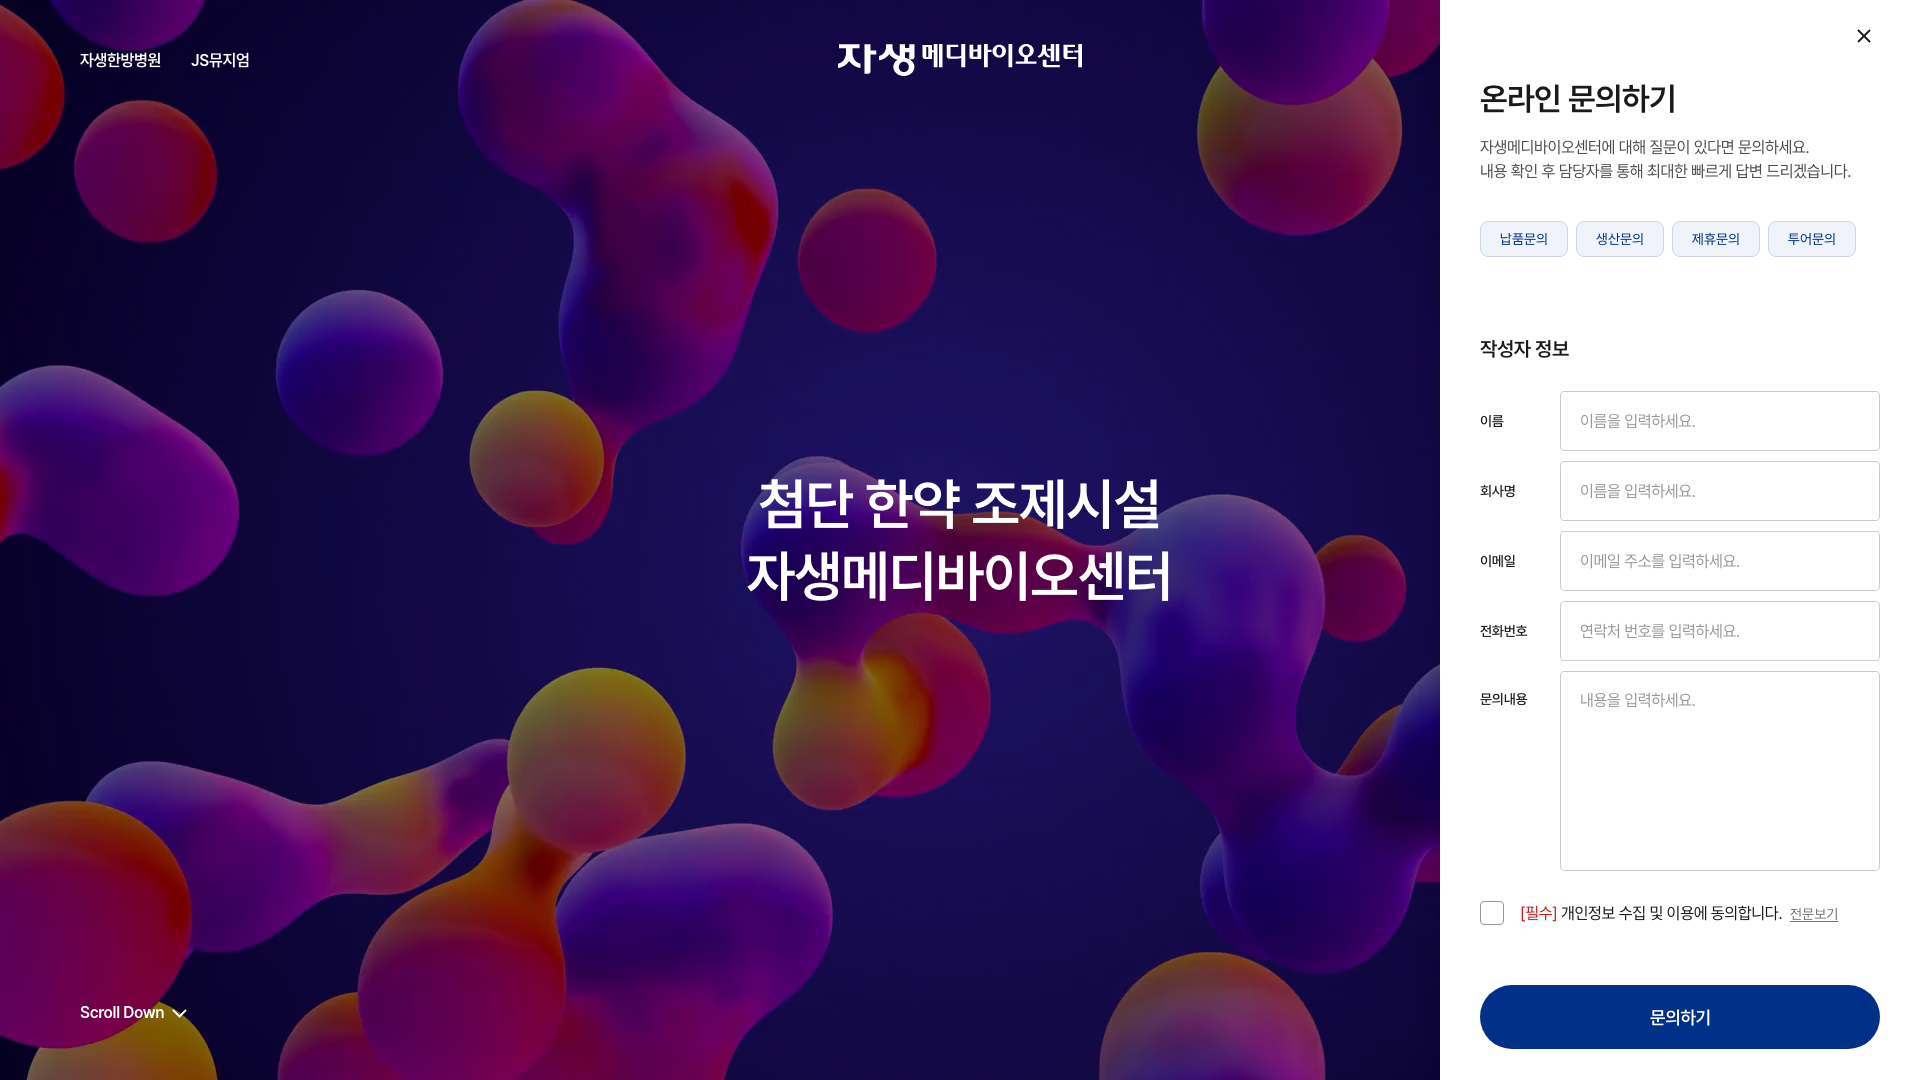 자생한방병원
JS뮤지엄
자생 메디바이오센터
첨단 한약 조제시설
자생메디바이오센터
Scroll Down
온라인 문의하기
자생메디바이오센터에 대해 질문이 있다면 문의하세요.
내용 확인 후 담당자를 통해 최대한 빠르게 답변 드리겠습니다.
납품문의
생산문의
제휴문의
투어문의
작성자 정보
이름
이름을 입력하세요.
회사명
이름을 입력하세요.
이메일
이메일 주소를 입력하세요.
전화번호
연락처 번호를 입력하세요.
문의내용
내용을 입력하세요.
[필수] 개인정보 수집 및 이용에 동의합니다. 전문보기
문의하기